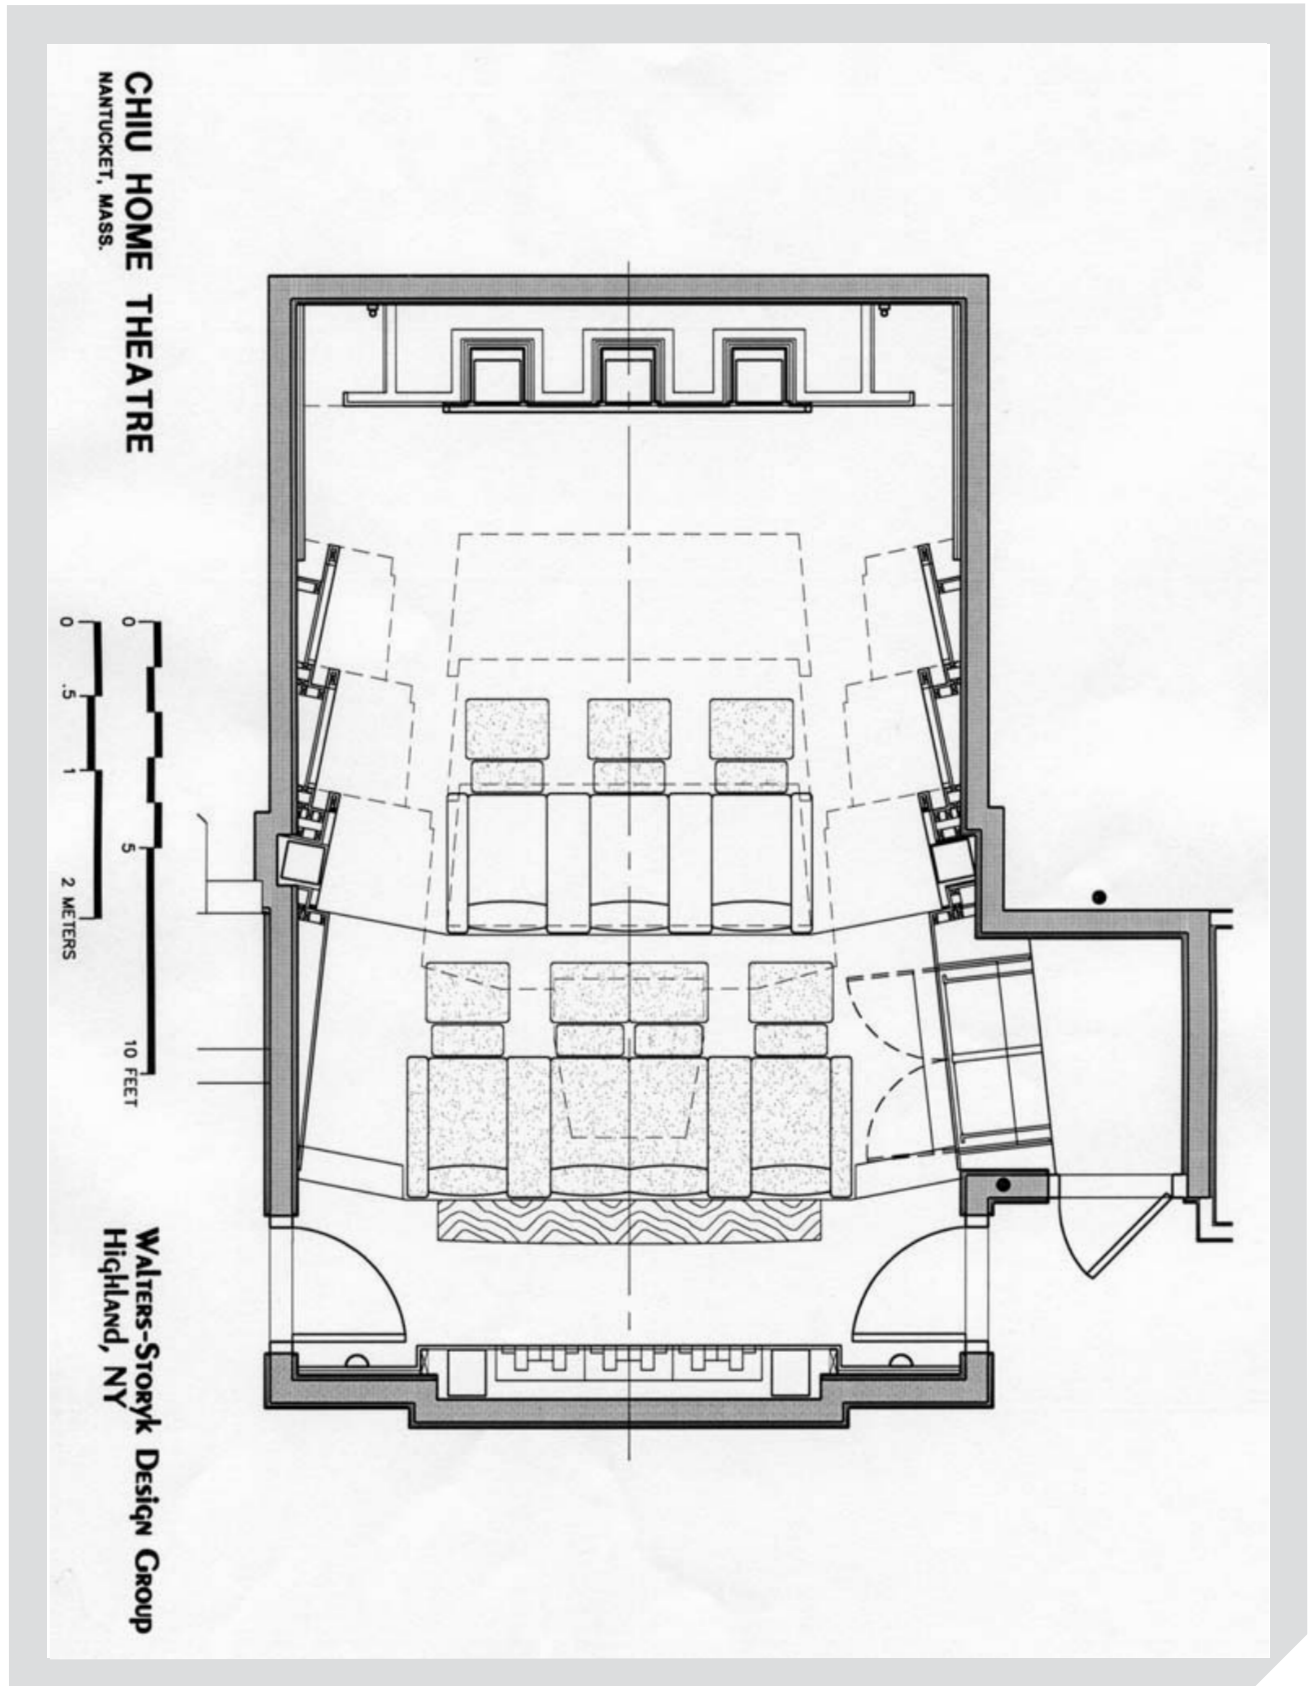 CHIU HOME THEATRE
NANTUCKET, MASS.
0 5 10 FEET
0 .5 1 2 METERS
Walters-Storyk Design Group
Highland, NY